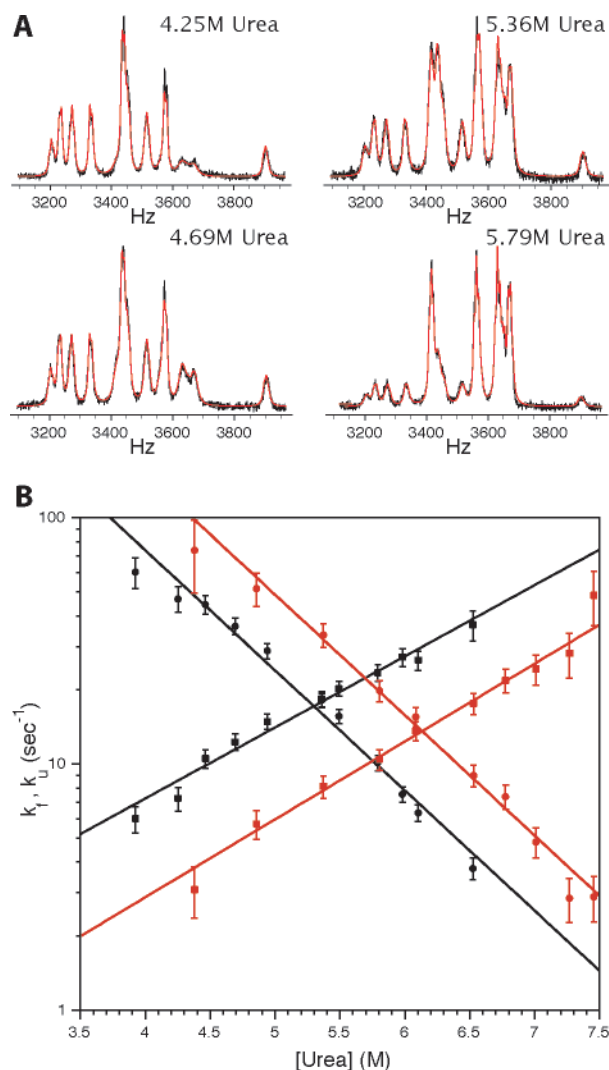 A
4.25M Urea
5.36M Urea
3200 3400 3600 3800
Hz
3200 3400 3600 3800
Hz
4.69M Urea
5.79M Urea
3200 3400 3600 3800
Hz
3200 3400 3600 3800
Hz
B
100
10
1
k_f , k_u (sec⁻¹)
3.5 4 4.5 5 5.5 6 6.5 7 7.5
[Urea] (M)